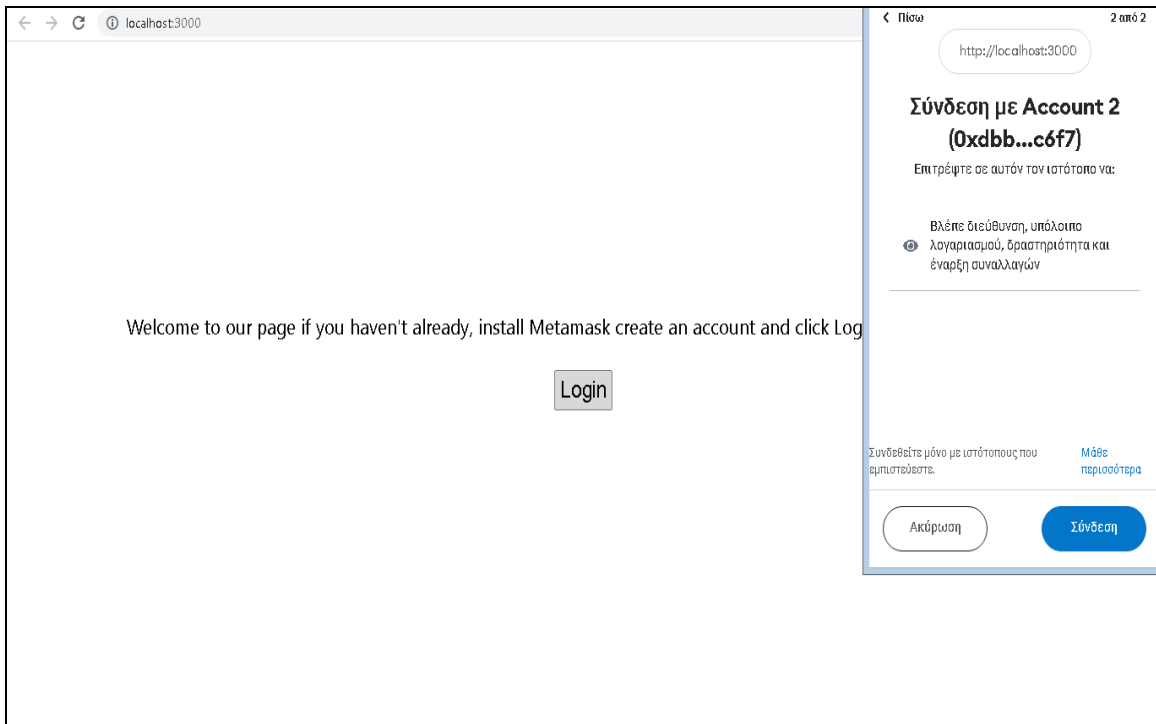 localhost:3000
Πίσω
2 από 2
http://localhost:3000
Σύνδεση με Account 2
(0xdbb...c6f7)
Επιτρέψτε σε αυτόν τον ιστότοπο να:
Βλέπε διεύθυνση, υπόλοιπο
λογαριασμού, δραστηριότητα και
έναρξη συναλλαγών
Welcome to our page if you haven't already, install Metamask create an account and click Log
Login
Συνδεθείτε μόνο με ιστότοπους που
εμπιστεύεστε.
Μάθε
περισσότερα
Ακύρωση
Σύνδεση